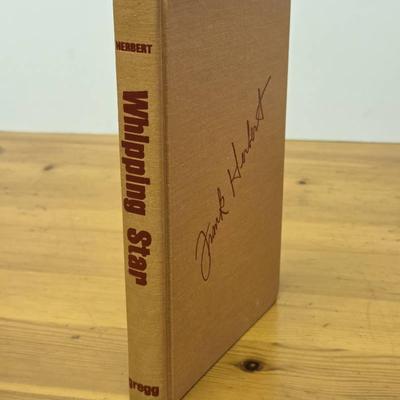 HERBERT
Whipping Star
gregg
Frank Herbert